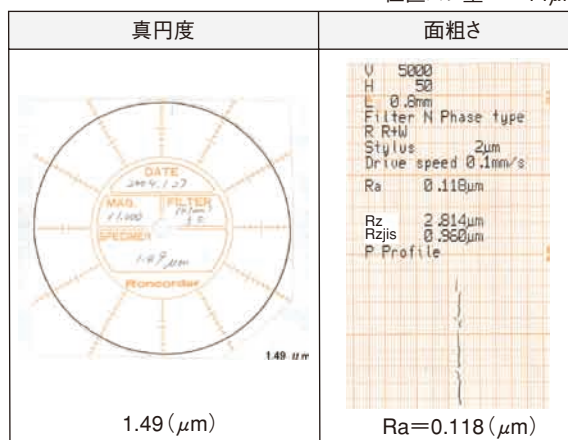 真円度
面粗さ
DATE
2004.1.27
MAG.
FILTER
×1,000
SPECIMEN
1.49 μm
Roncorder
1.49 μm
1.49（μm）
V 5000
H 50
L 0.8mm
Filter N Phase type
R R+W
Stylus 2μm
Drive speed 0.1mm/s
Ra 0.118μm
Rz 2.814μm
Rzjis 0.960μm
P Profile
Ra＝0.118（μm）